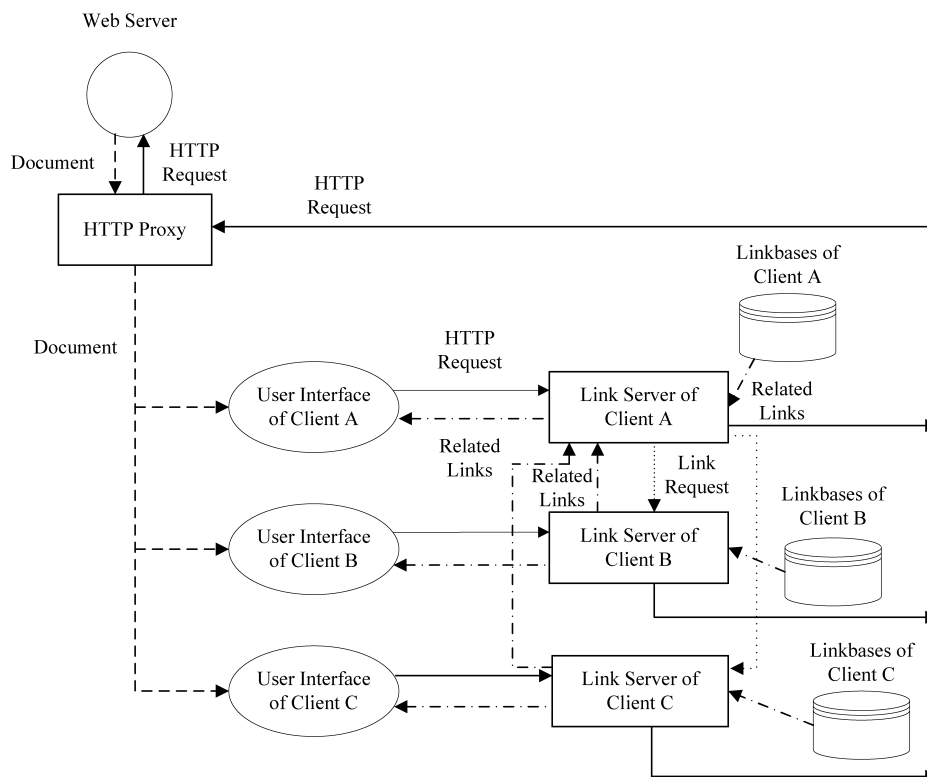 Web Server
Document
HTTP
Request
HTTP Proxy
HTTP
Request
Linkbases of
Client A
Document
HTTP
Request
User Interface
of Client A
Link Server of
Client A
Related
Links
Related
Links
Related
Links
Link
Request
Linkbases of
Client B
User Interface
of Client B
Link Server of
Client B
Linkbases of
Client C
User Interface
of Client C
Link Server of
Client C